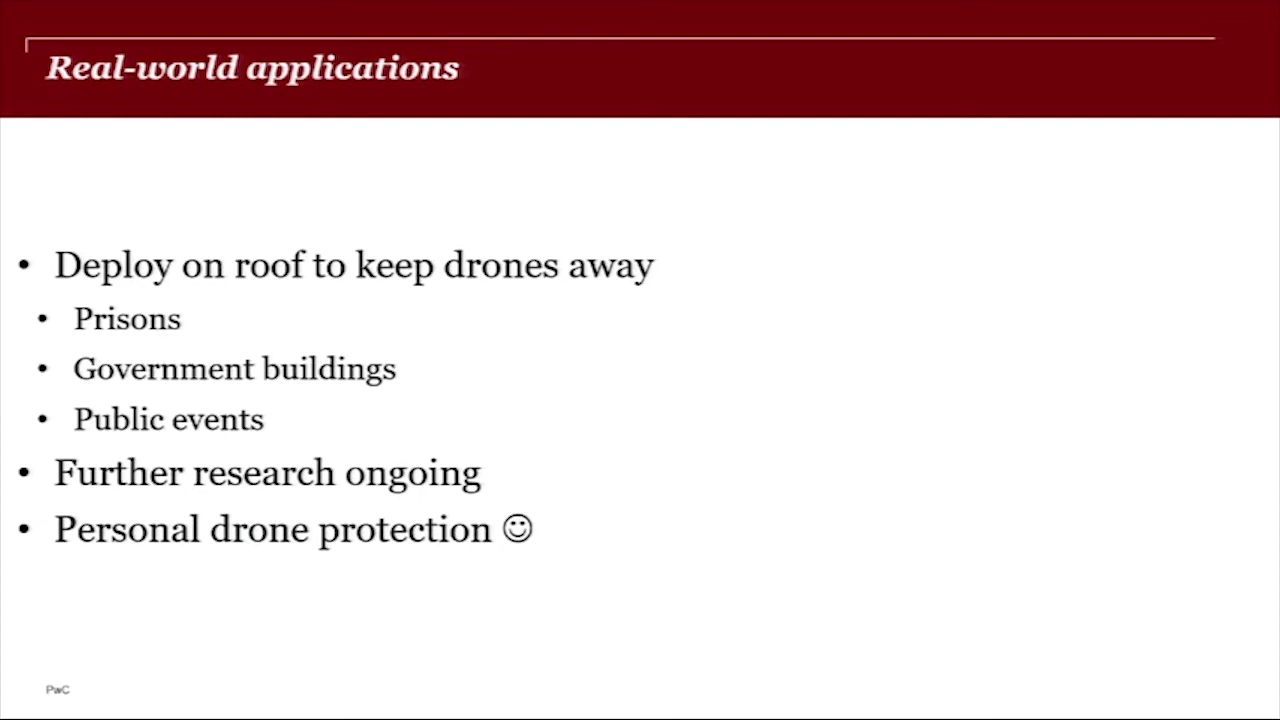 Real-world applications
• Deploy on roof to keep drones away
• Prisons
• Government buildings
• Public events
• Further research ongoing
• Personal drone protection ☺
PwC